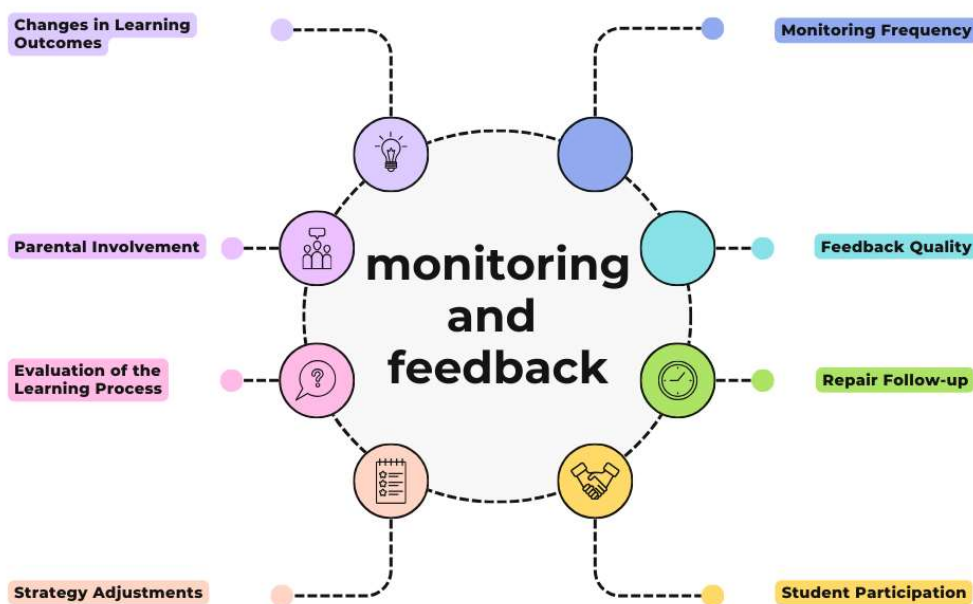 Changes in Learning
Outcomes
Monitoring Frequency
Parental Involvement
Feedback Quality
monitoring
and
feedback
Evaluation of the
Learning Process
Repair Follow-up
Strategy Adjustments
Student Participation